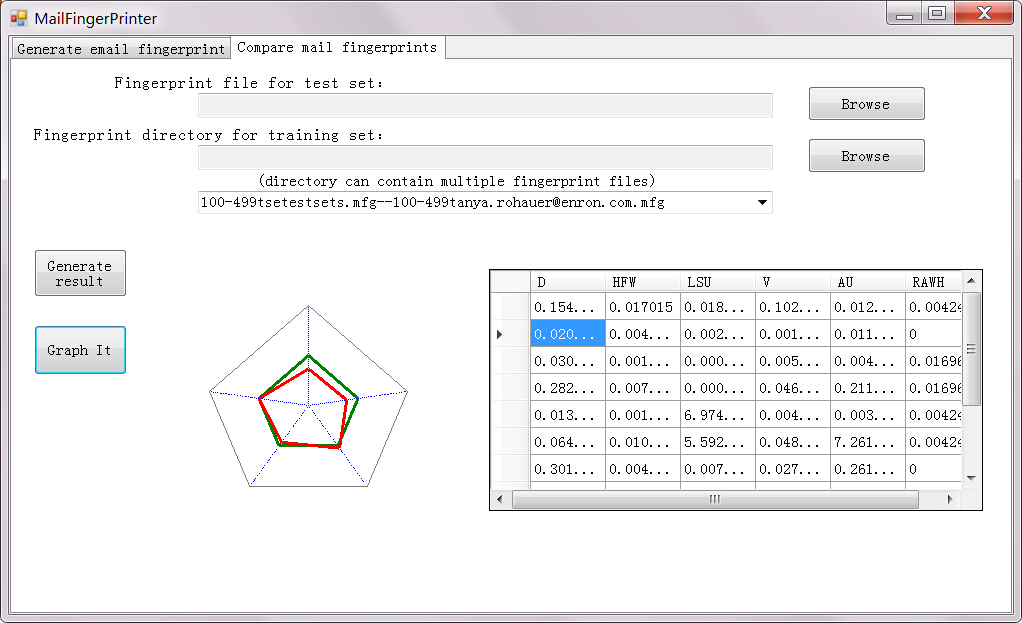 MailFingerPrinter
Generate email fingerprint Compare mail fingerprints
Fingerprint file for test set:
Browse
Fingerprint directory for training set:
Browse
(directory can contain multiple fingerprint files)
100-499tsetestsets.mfg--100-499tanya.rohauer@enron.com.mfg
Generate
result
Graph It
D HFW LSU V AU RAWH
0.154... 0.017015 0.018... 0.102... 0.012... 0.00424
0.020... 0.004... 0.002... 0.001... 0.011... 0
0.030... 0.001... 0.000... 0.005... 0.004... 0.01696
0.282... 0.007... 0.000... 0.046... 0.211... 0.01696
0.013... 0.001... 6.974... 0.004... 0.003... 0.00424
0.064... 0.010... 5.592... 0.048... 7.261... 0.00424
0.301... 0.004... 0.007... 0.027... 0.261... 0